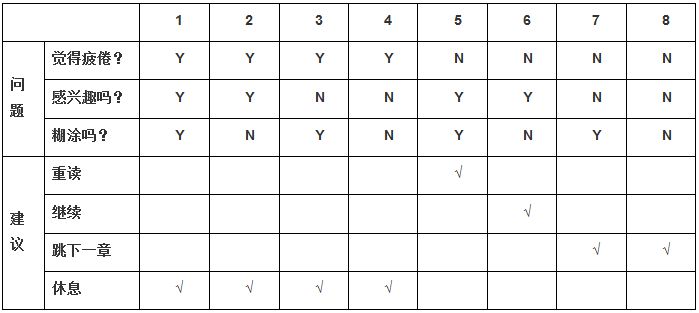 1 2 3 4 5 6 7 8
问题
觉得疲倦? Y Y Y Y N N N N
感兴趣吗? Y Y N N Y Y N N
糊涂吗? Y N Y N Y N Y N
建议
重读 √
继续 √
跳下一章 √ √
休息 √ √ √ √